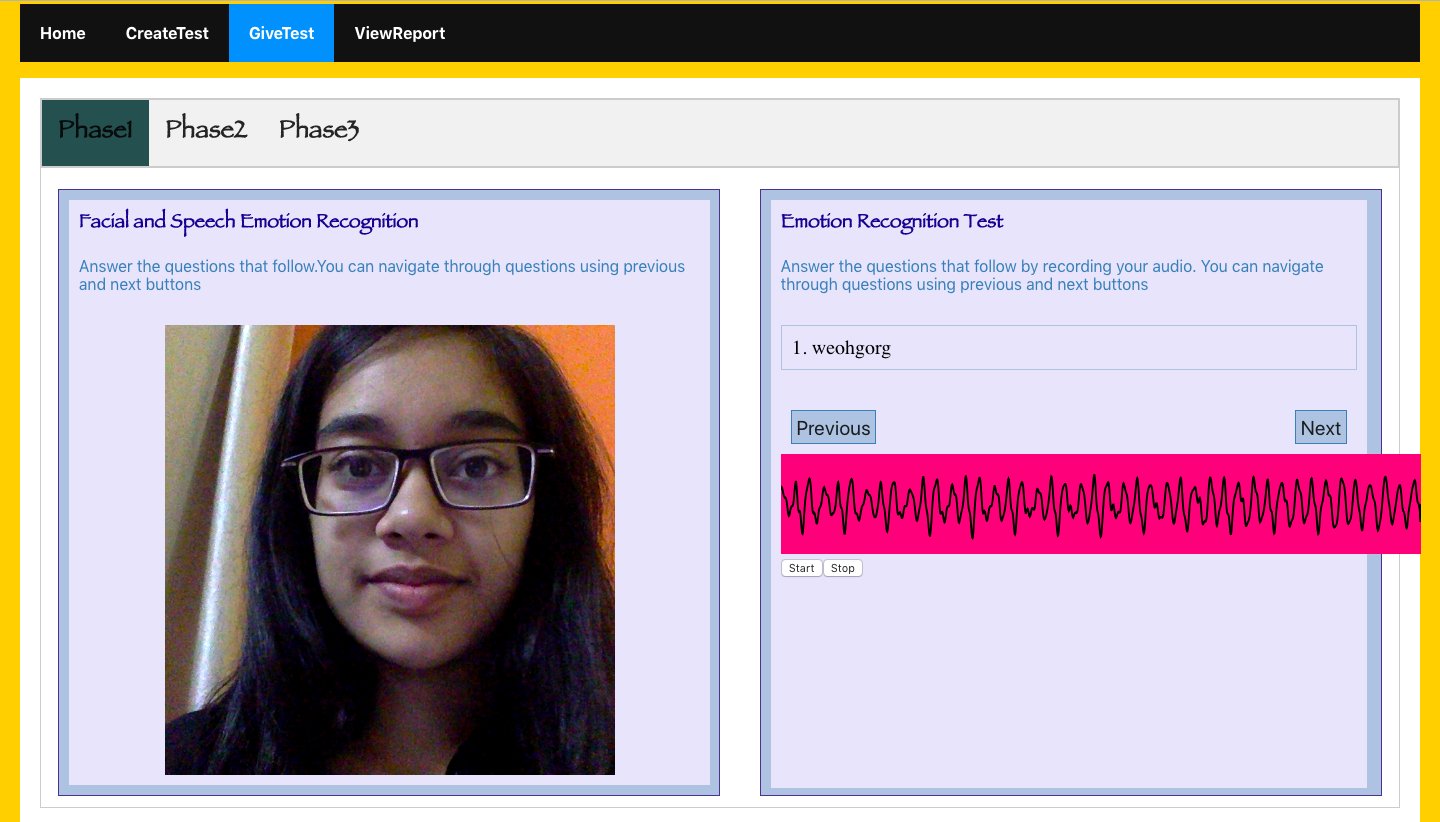 Home CreateTest GiveTest ViewReport
Phase1 Phase2 Phase3
Facial and Speech Emotion Recognition
Answer the questions that follow.You can navigate through questions using previous
and next buttons
Emotion Recognition Test
Answer the questions that follow by recording your audio. You can navigate
through questions using previous and next buttons
1. weohgorg
Previous Next
Start Stop